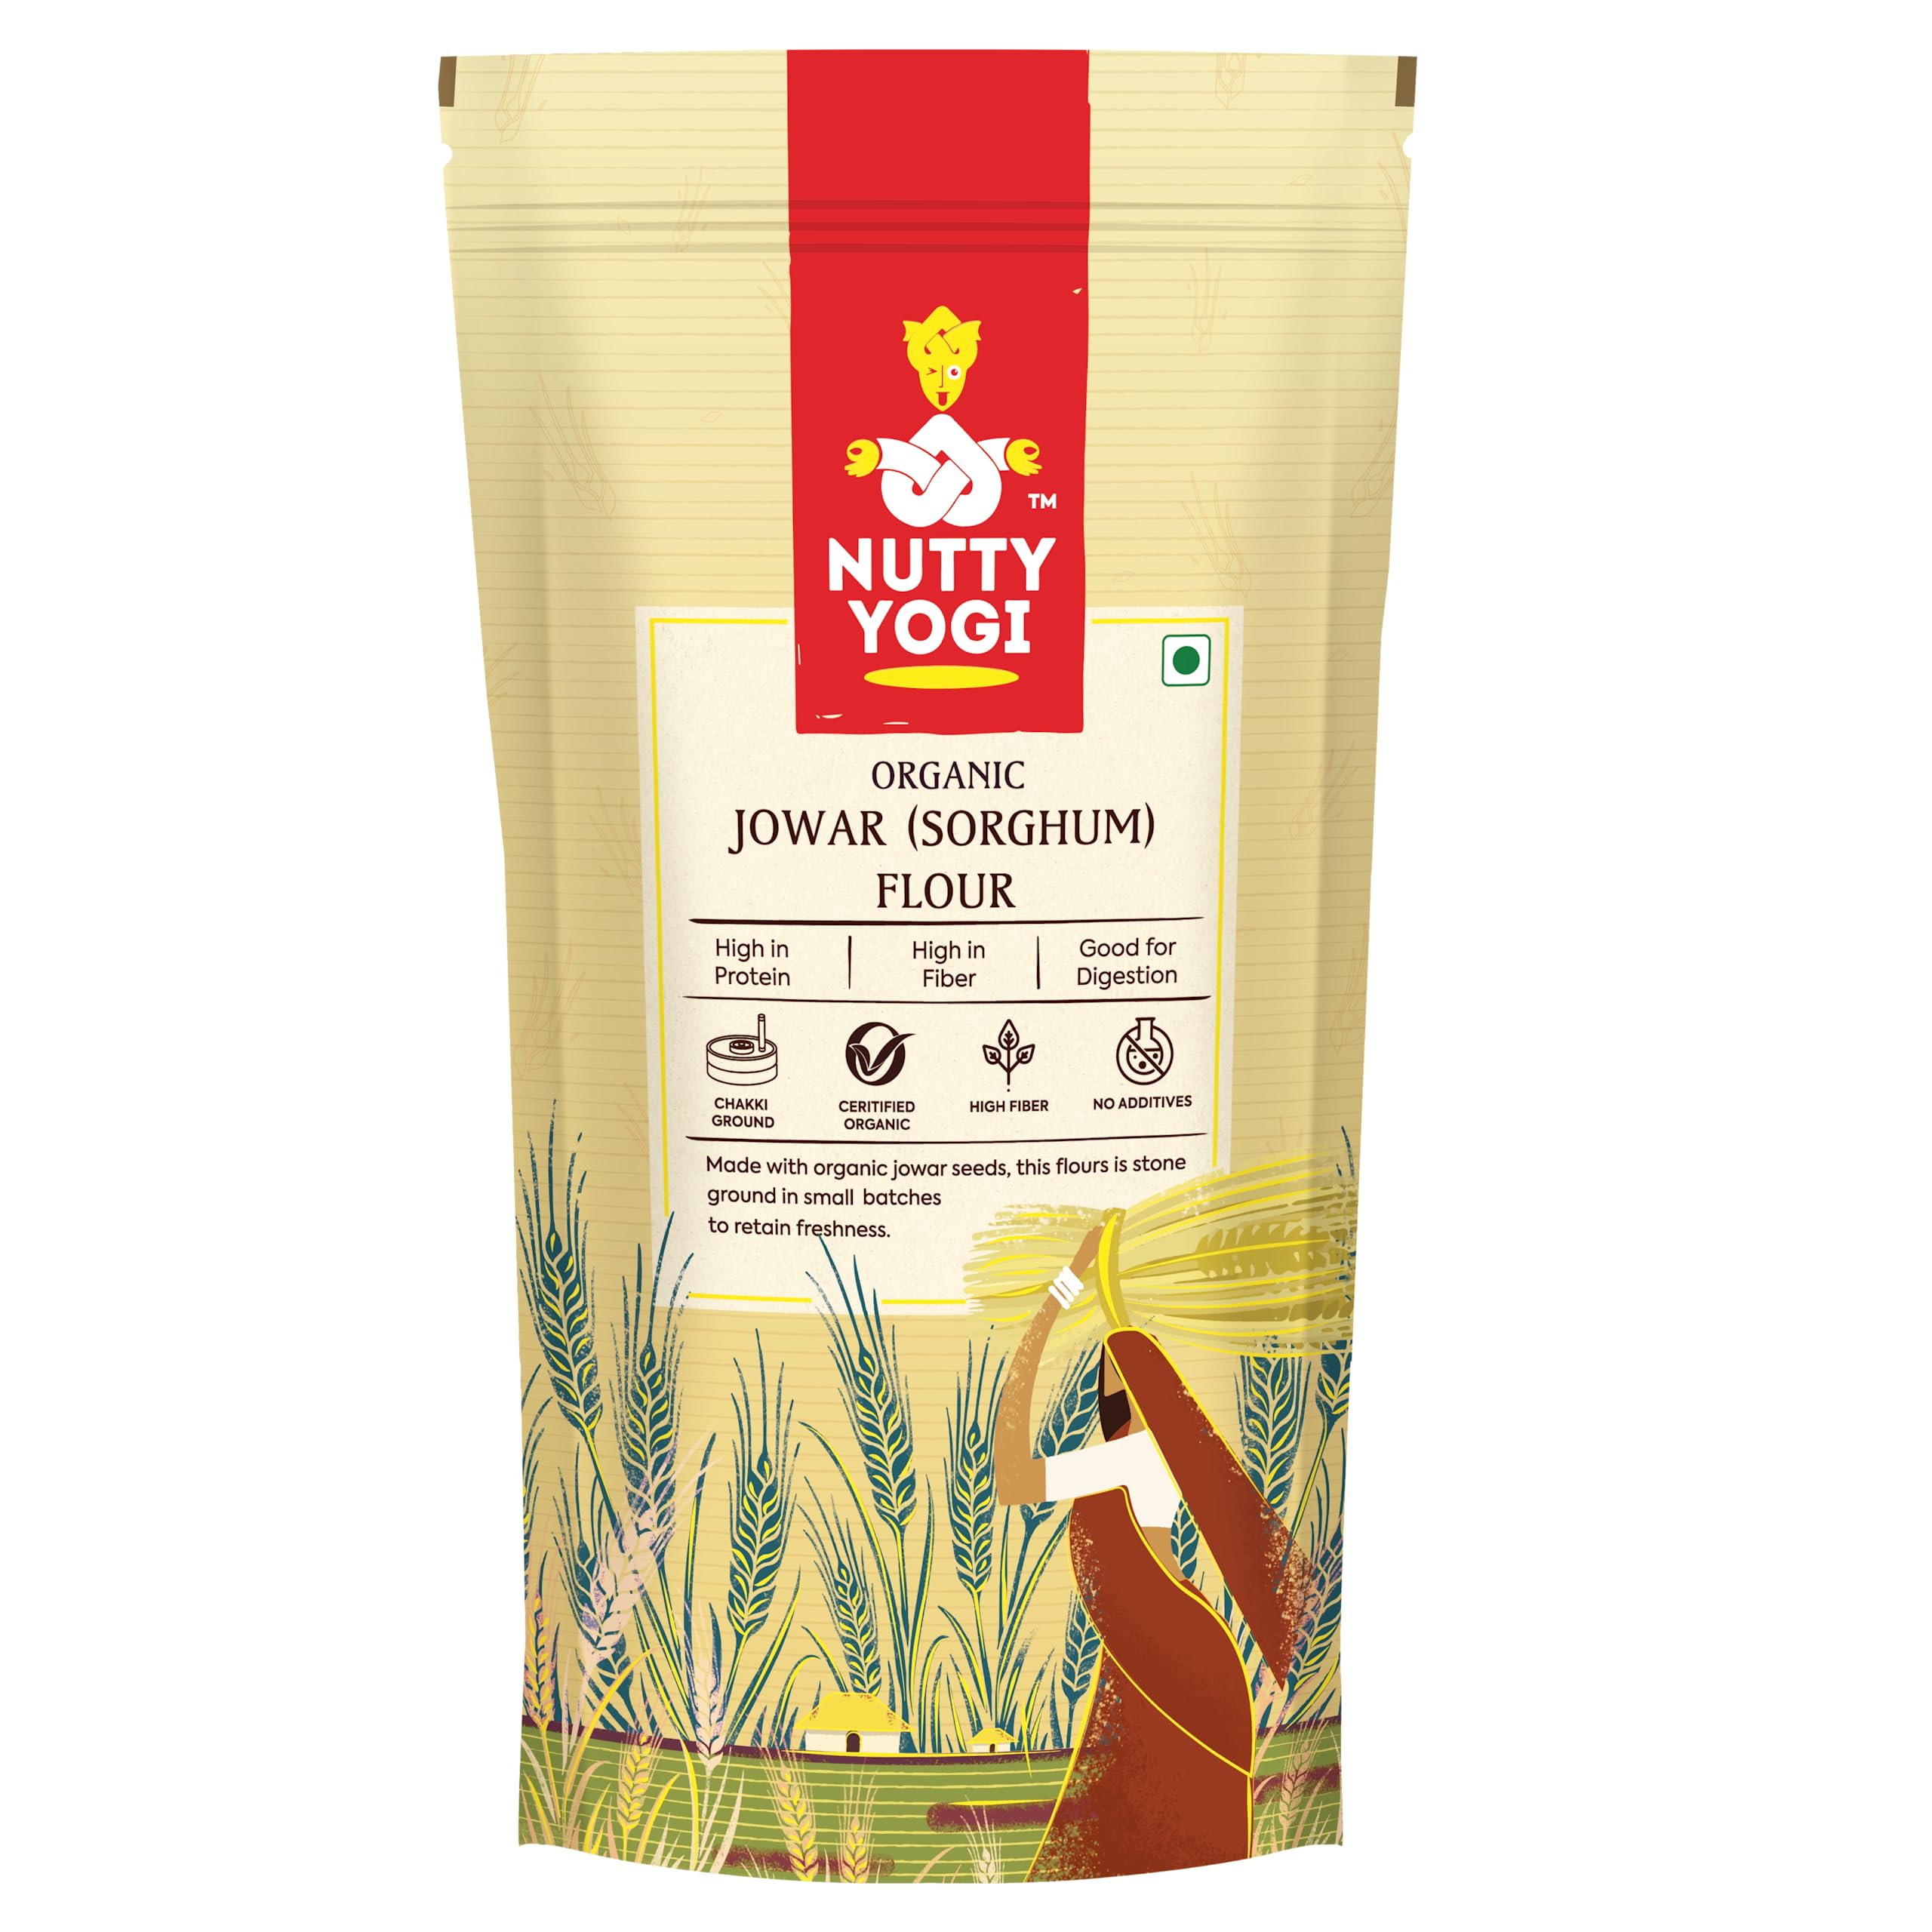 TM
NUTTY
YOGI
ORGANIC
JOWAR (SORGHUM)
FLOUR
High in
Protein
High in
Fiber
Good for
Digestion
CHAKKI
GROUND
CERITIFIED
ORGANIC
HIGH FIBER
NO ADDITIVES
Made with organic jowar seeds, this flours is stone
ground in small batches
to retain freshness.